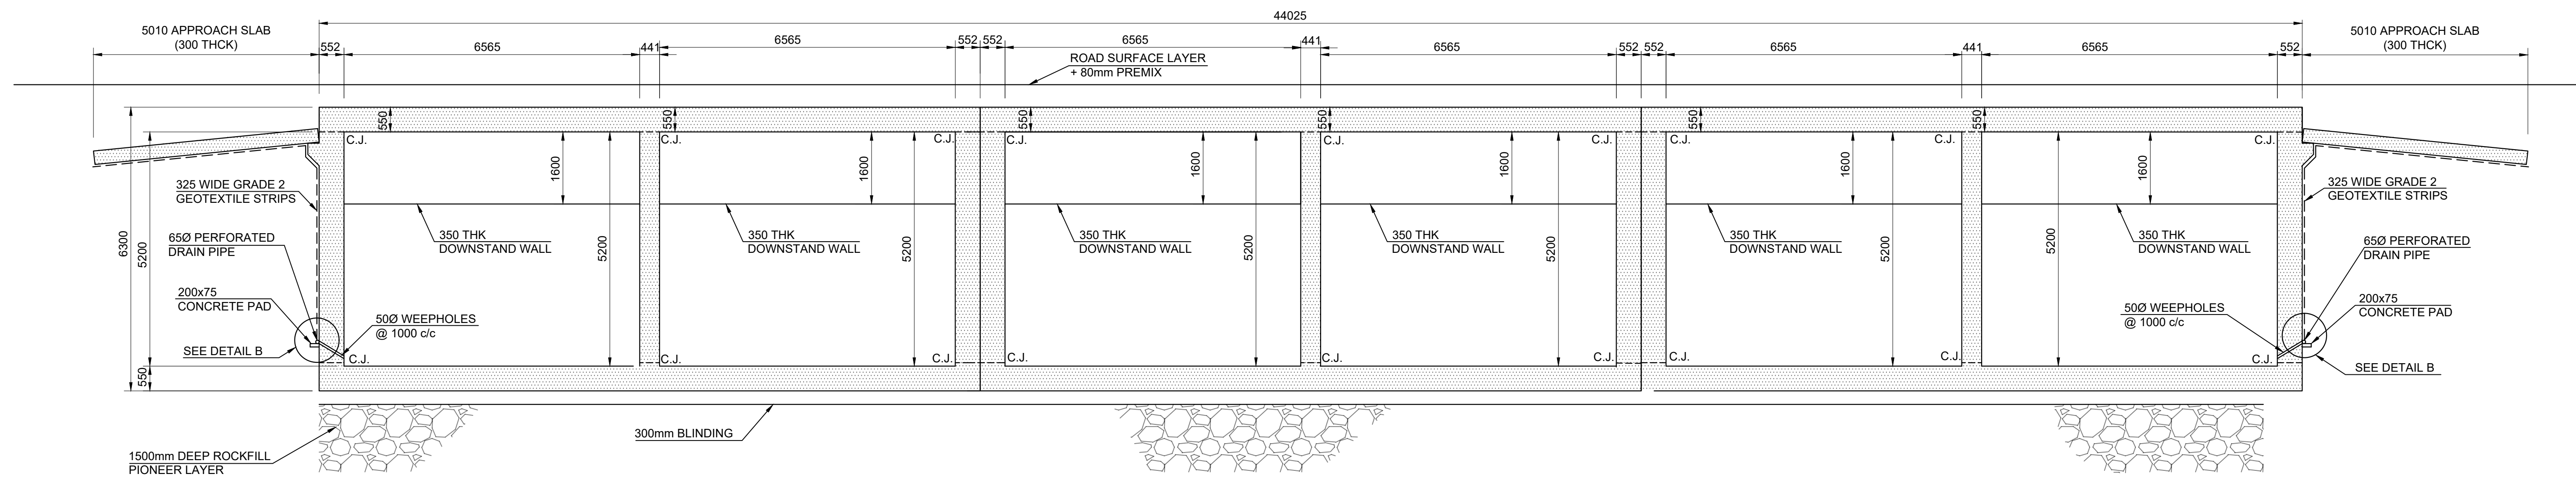 44025
5010 APPROACH SLAB
(300 THCK)
552
6565
441
6565
552
552
6565
441
6565
552
552
6565
441
6565
552
5010 APPROACH SLAB
(300 THCK)
ROAD SURFACE LAYER
+ 80mm PREMIX
550
550
550
550
550
550
C.J.
C.J.
C.J.
C.J.
C.J.
C.J.
C.J.
C.J.
1600
1600
1600
1600
1600
1600
325 WIDE GRADE 2
GEOTEXTILE STRIPS
325 WIDE GRADE 2
GEOTEXTILE STRIPS
6300
5200
550
65Ø PERFORATED
DRAIN PIPE
350 THK
DOWNSTAND WALL
5200
350 THK
DOWNSTAND WALL
5200
350 THK
DOWNSTAND WALL
5200
350 THK
DOWNSTAND WALL
5200
350 THK
DOWNSTAND WALL
5200
5200
350 THK
DOWNSTAND WALL
65Ø PERFORATED
DRAIN PIPE
200x75
CONCRETE PAD
50Ø WEEPHOLES
@ 1000 c/c
50Ø WEEPHOLES
@ 1000 c/c
200x75
CONCRETE PAD
SEE DETAIL B
C.J.
C.J.
C.J.
C.J.
C.J.
C.J.
C.J.
C.J.
C.J.
SEE DETAIL B
300mm BLINDING
1500mm DEEP ROCKFILL
PIONEER LAYER